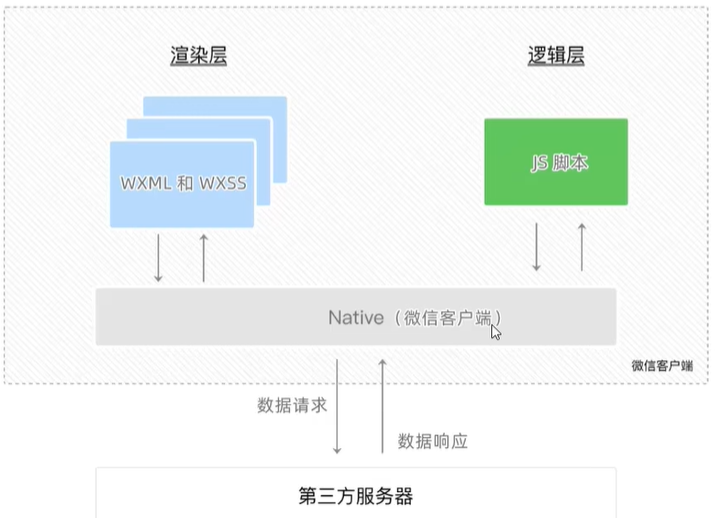 渲染层
逻辑层
WXML 和 WXSS
JS 脚本
Native（微信客户端）
微信客户端
数据请求
数据响应
第三方服务器